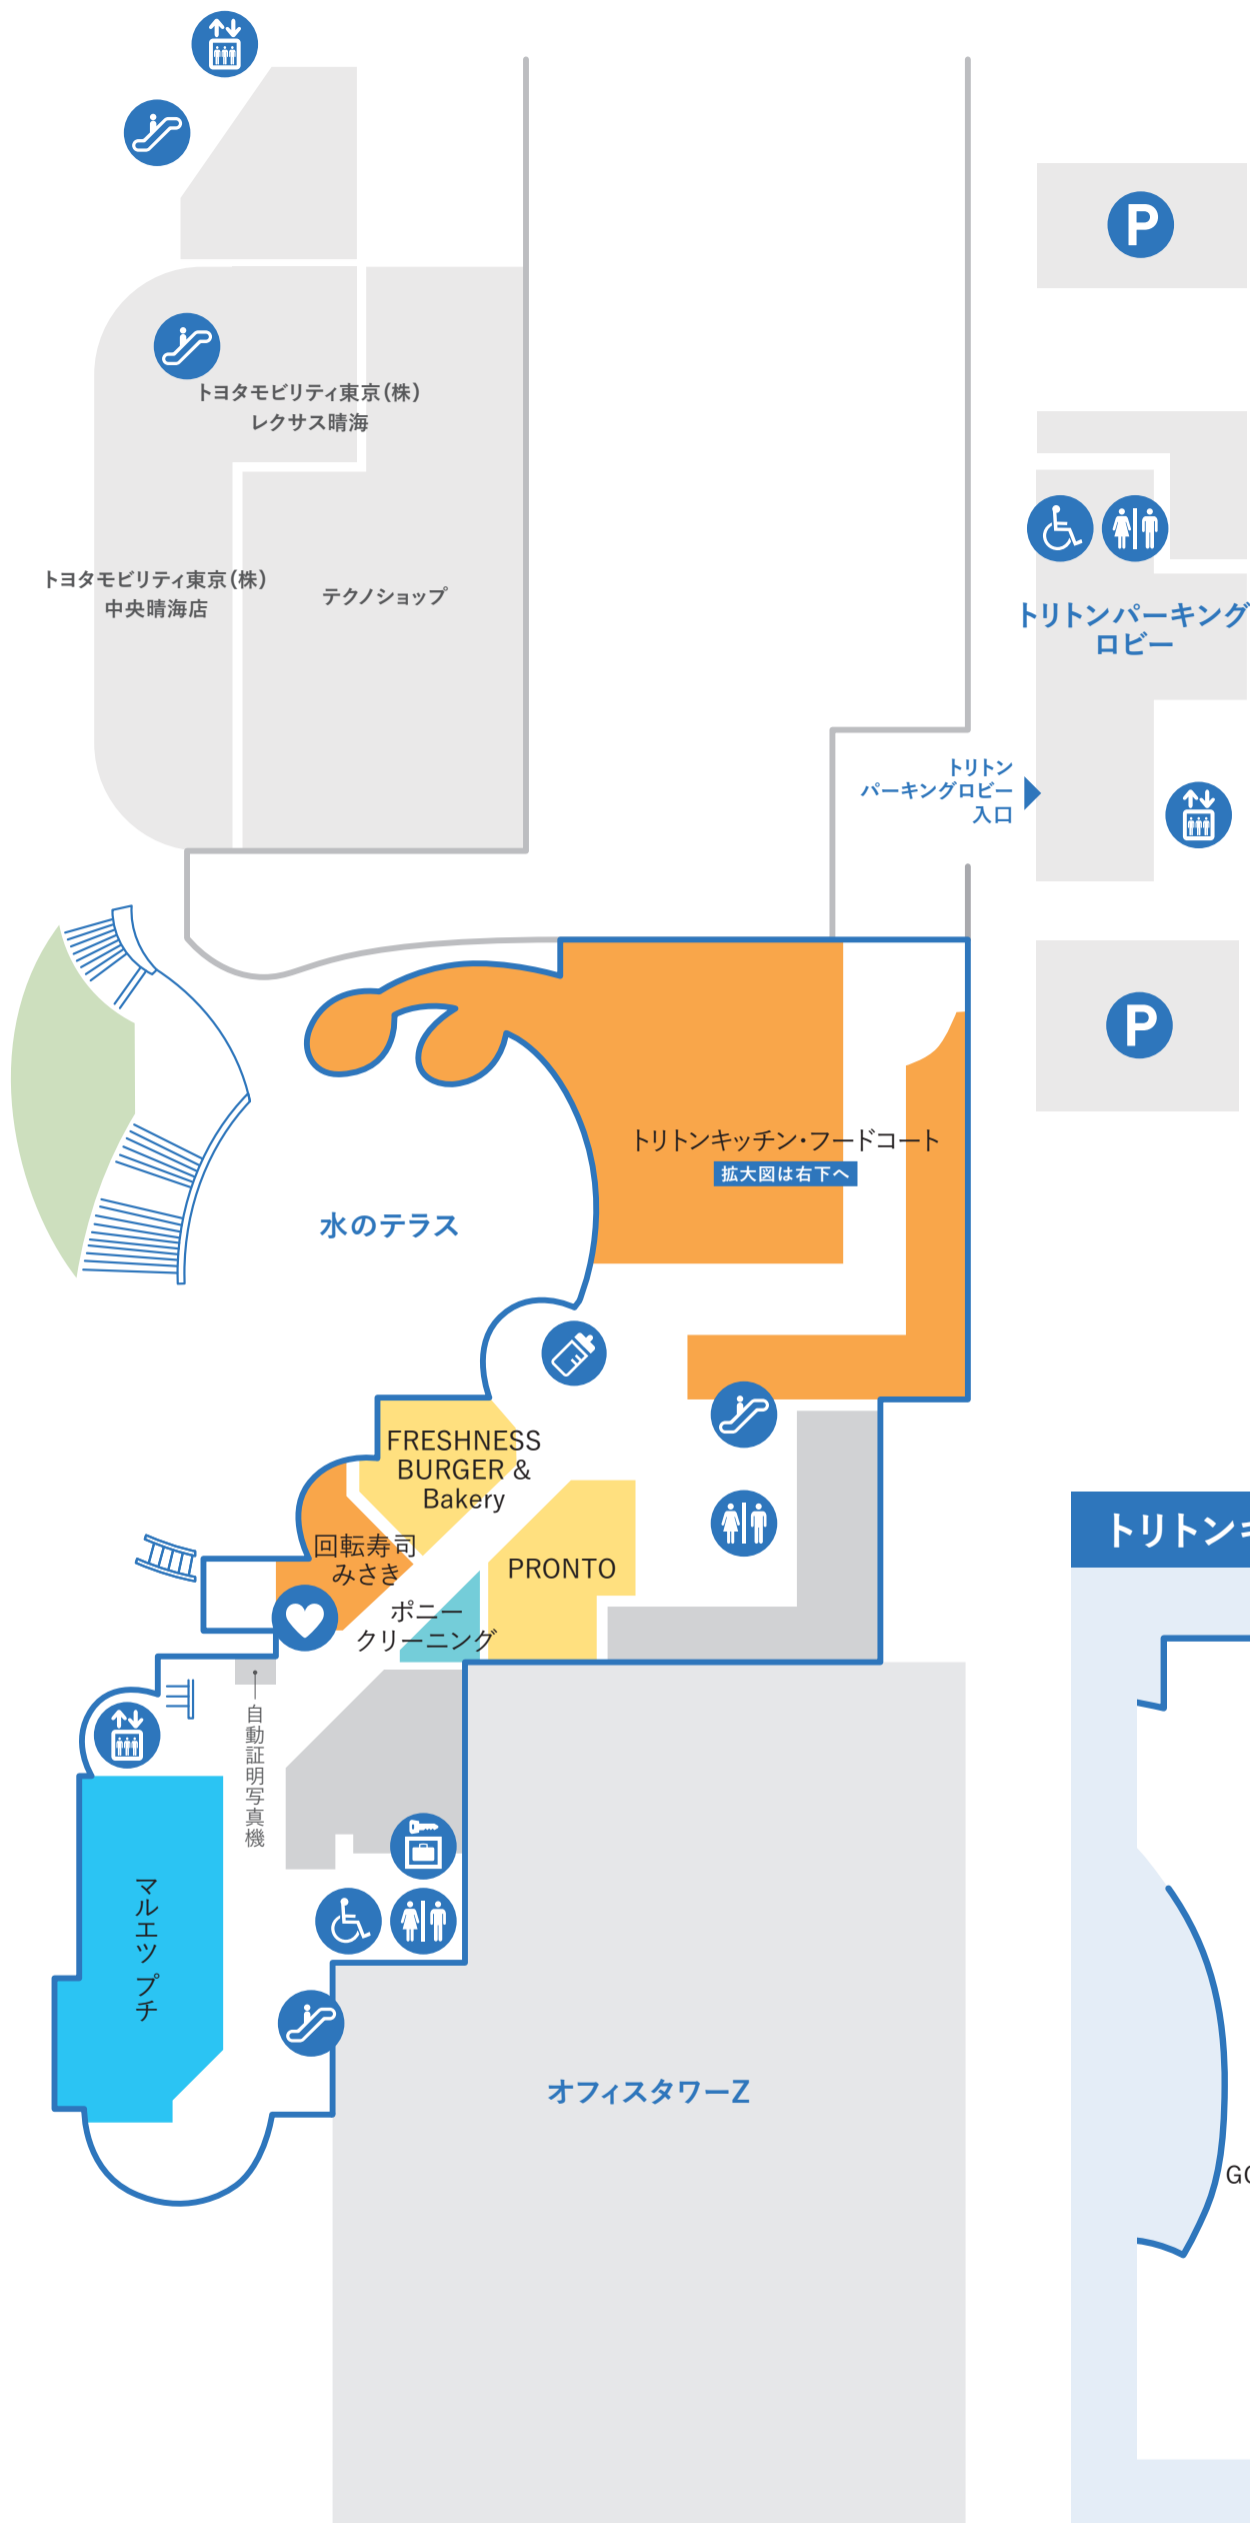 P
トヨタモビリティ東京(株)
レクサス晴海
トヨタモビリティ東京(株)
中央晴海店
テクノショップ
トリトンパーキング
ロビー
トリトン
パーキングロビー
入口
P
トリトンキッチン・フードコート
拡大図は右下へ
水のテラス
FRESHNESS
BURGER &
Bakery
回転寿司
みさき
PRONTO
ポニー
クリーニング
自動証明写真機
マルエツ プチ
オフィスタワーZ
トリトンキ
GO